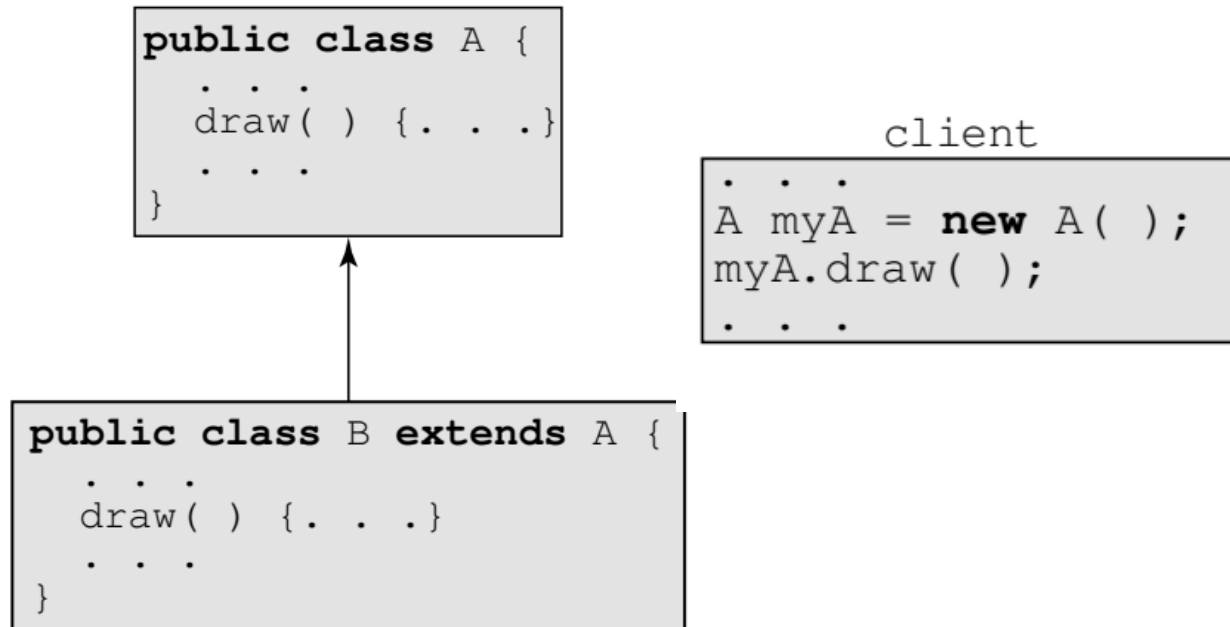 public class A {
. . .
draw( ) {. . .}
. . .
}
client
. . .
A myA = new A( );
myA.draw( );
. . .
public class B extends A {
. . .
draw( ) {. . .}
. . .
}